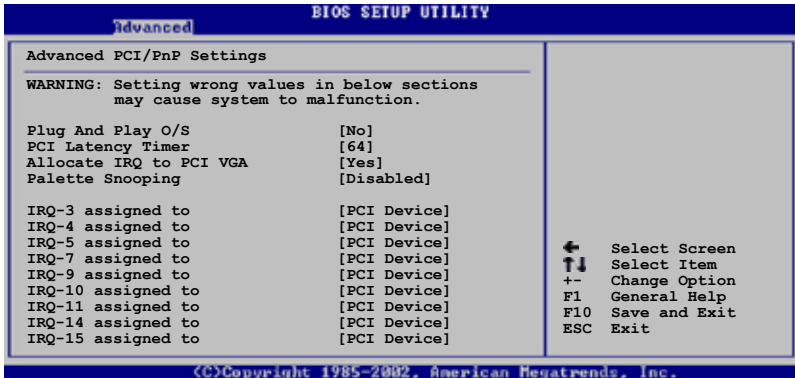 BIOS SETUP UTILITY
Advanced
Advanced PCI/PnP Settings
WARNING: Setting wrong values in below sections
may cause system to malfunction.
Plug And Play O/S [No]
PCI Latency Timer [64]
Allocate IRQ to PCI VGA [Yes]
Palette Snooping [Disabled]
IRQ-3 assigned to [PCI Device]
IRQ-4 assigned to [PCI Device]
IRQ-5 assigned to [PCI Device]
IRQ-7 assigned to [PCI Device]
IRQ-9 assigned to [PCI Device]
IRQ-10 assigned to [PCI Device]
IRQ-11 assigned to [PCI Device]
IRQ-14 assigned to [PCI Device]
IRQ-15 assigned to [PCI Device]
← Select Screen
↑↓ Select Item
+- Change Option
F1 General Help
F10 Save and Exit
ESC Exit
(C)Copyright 1985-2002, American Megatrends, Inc.